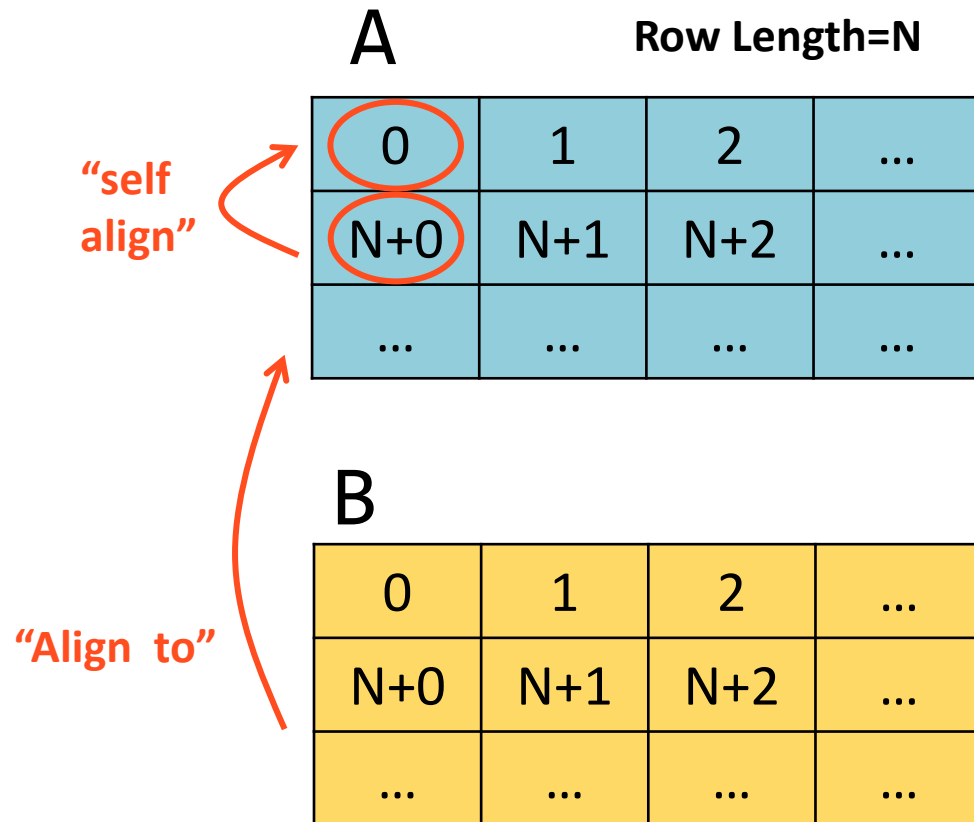 A
Row Length=N
0 1 2 ...
“self
align”
N+0 N+1 N+2 ...
... ... ... ...
B
0 1 2 ...
“Align to”
N+0 N+1 N+2 ...
... ... ... ...